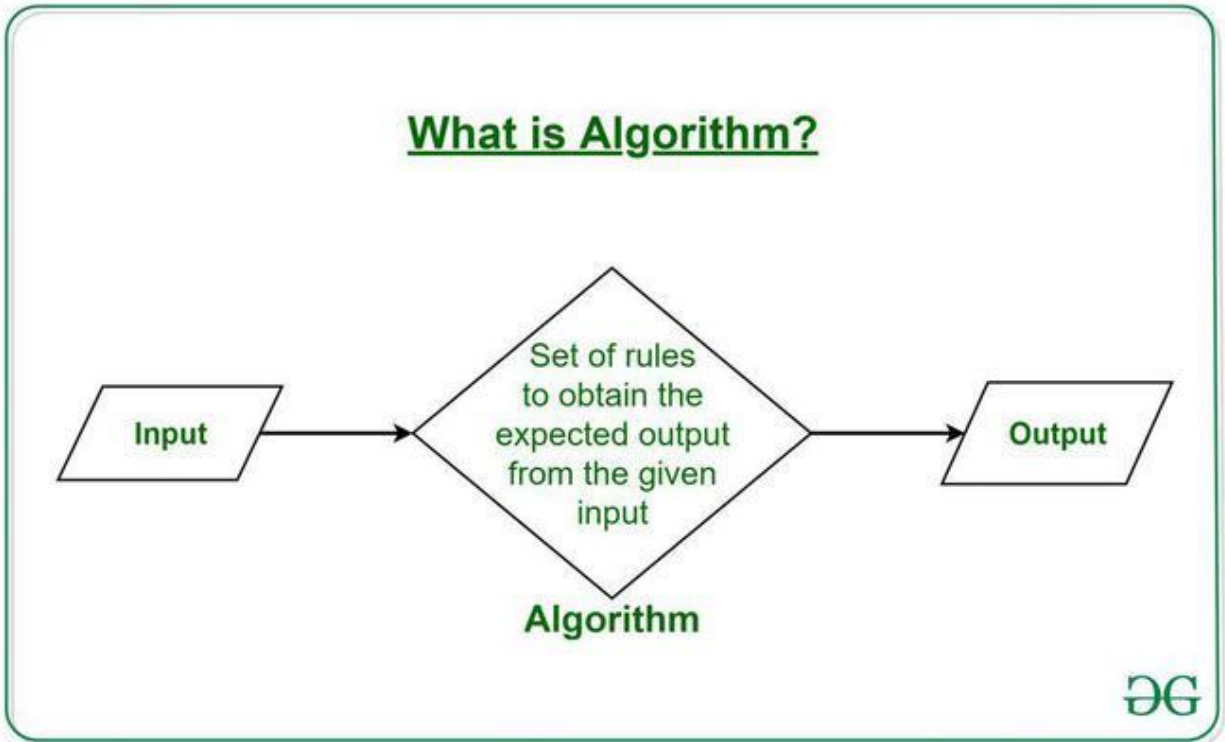 What is Algorithm?
Set of rules
to obtain the
expected output
from the given
input
Input
Output
Algorithm